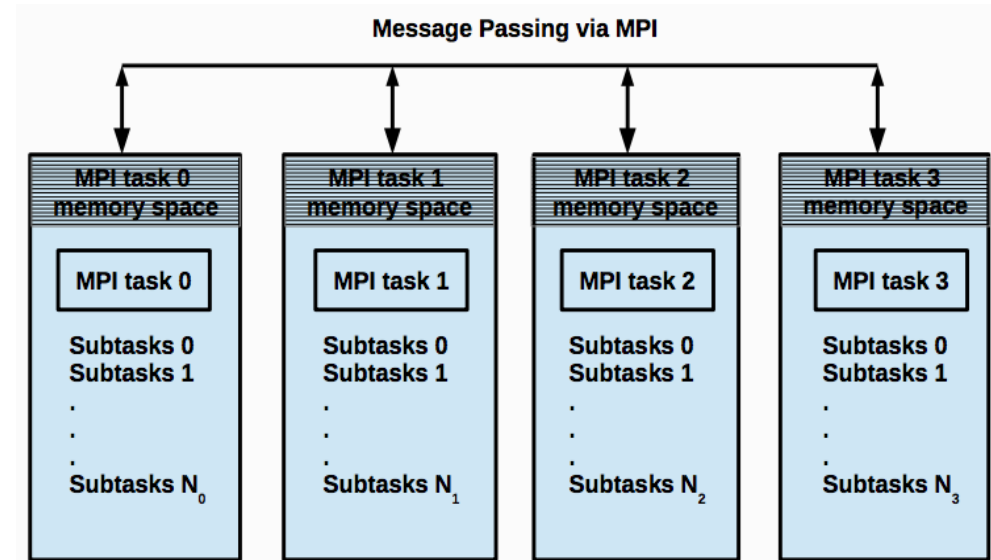 Message Passing via MPI
MPI task 0
memory space
MPI task 0
Subtasks 0
Subtasks 1
.
.
.
Subtasks N₀
MPI task 1
memory space
MPI task 1
Subtasks 0
Subtasks 1
.
.
.
Subtasks N₁
MPI task 2
memory space
MPI task 2
Subtasks 0
Subtasks 1
.
.
.
Subtasks N₂
MPI task 3
memory space
MPI task 3
Subtasks 0
Subtasks 1
.
.
.
Subtasks N₃